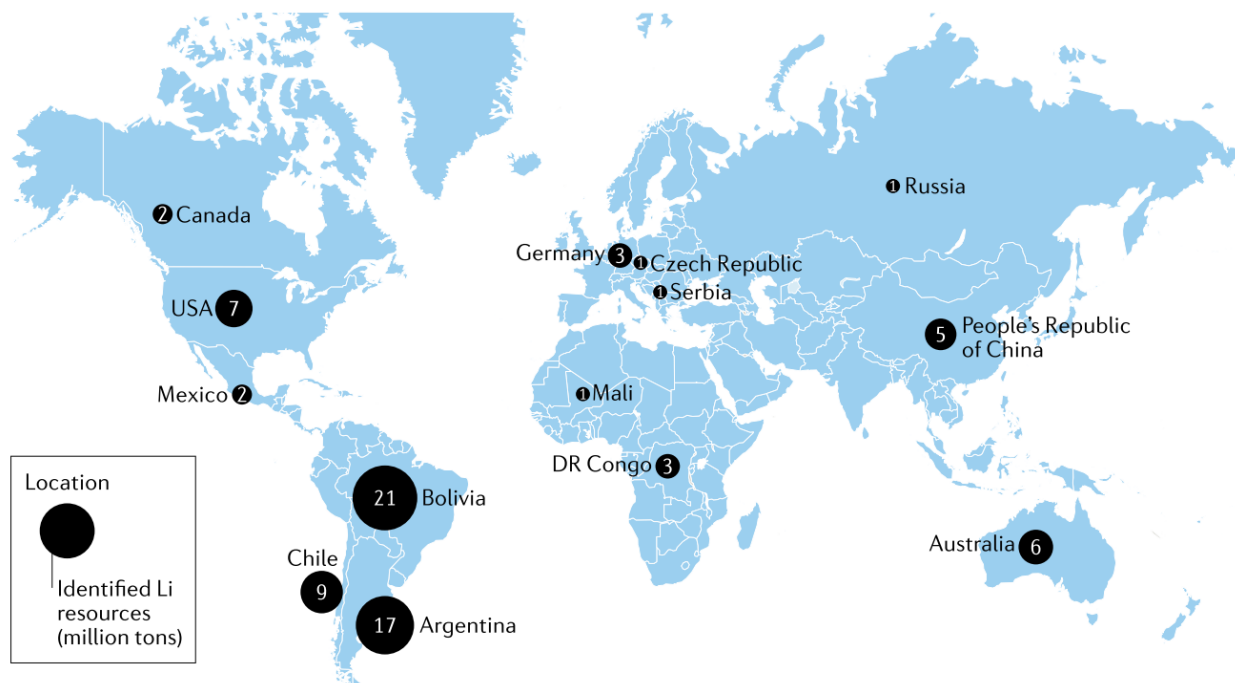 1 Russia
2 Canada
Germany 3
1 Czech Republic
1 Serbia
USA 7
5 People's Republic
of China
Mexico 2
1 Mali
DR Congo 3
Location
21 Bolivia
Australia 6
Chile
9
Identified Li
resources
(million tons)
17 Argentina